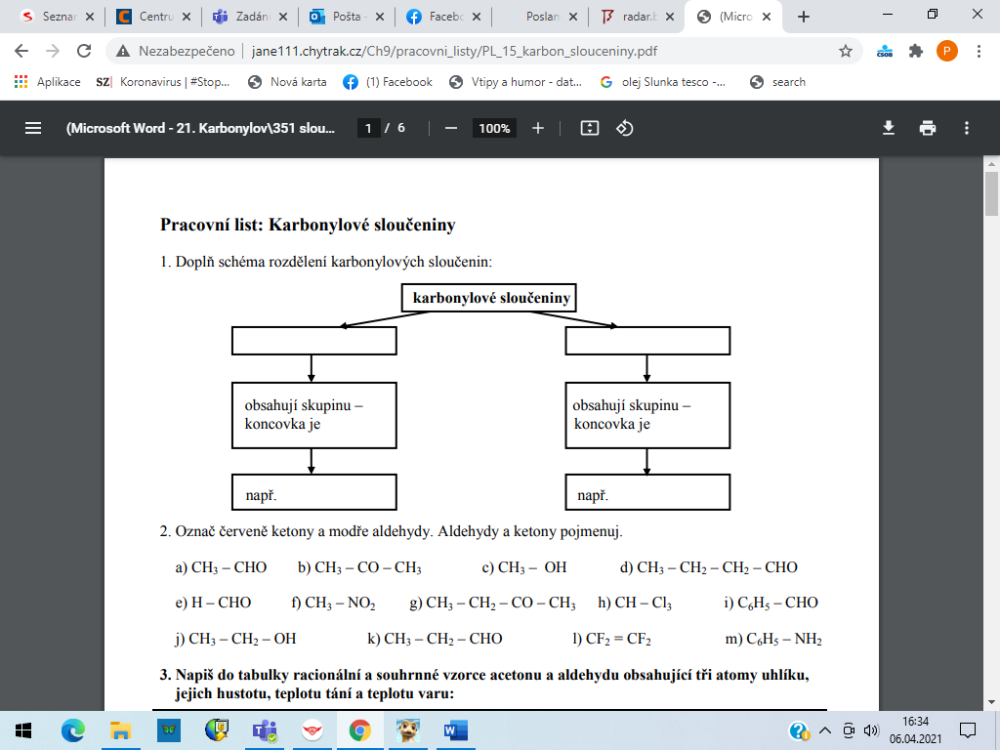 Seznan
Centru
Zadání
Pošta -
Facebo
Poslan
radar.b
(Micro
Nezabezpečeno
jane111.chytrak.cz/Ch9/pracovni_listy/PL_15_karbon_slouceniny.pdf
ČSOB
P
Aplikace
SZ| Koronavirus | #Stop...
Nová karta
(1) Facebook
Vtipy a humor - dat...
olej Slunka tesco -...
search
(Microsoft Word - 21. Karbonylov\351 slou...
1 / 6
100%
Pracovní list: Karbonylové sloučeniny
1. Doplň schéma rozdělení karbonylových sloučenin:
karbonylové sloučeniny
obsahují skupinu –
koncovka je
obsahují skupinu –
koncovka je
např.
např.
2. Označ červeně ketony a modře aldehydy. Aldehydy a ketony pojmenuj.
a) CH₃ – CHO b) CH₃ – CO – CH₃ c) CH₃ – OH d) CH₃ – CH₂ – CH₂ – CHO
e) H – CHO f) CH₃ – NO₂ g) CH₃ – CH₂ – CO – CH₃ h) CH – Cl₃ i) C₆H₅ – CHO
j) CH₃ – CH₂ – OH k) CH₃ – CH₂ – CHO l) CF₂ = CF₂ m) C₆H₅ – NH₂
3. Napiš do tabulky racionální a souhrnné vzorce acetonu a aldehydu obsahující tři atomy uhlíku,
jejich hustotu, teplotu tání a teplotu varu:
16:34
06.04.2021